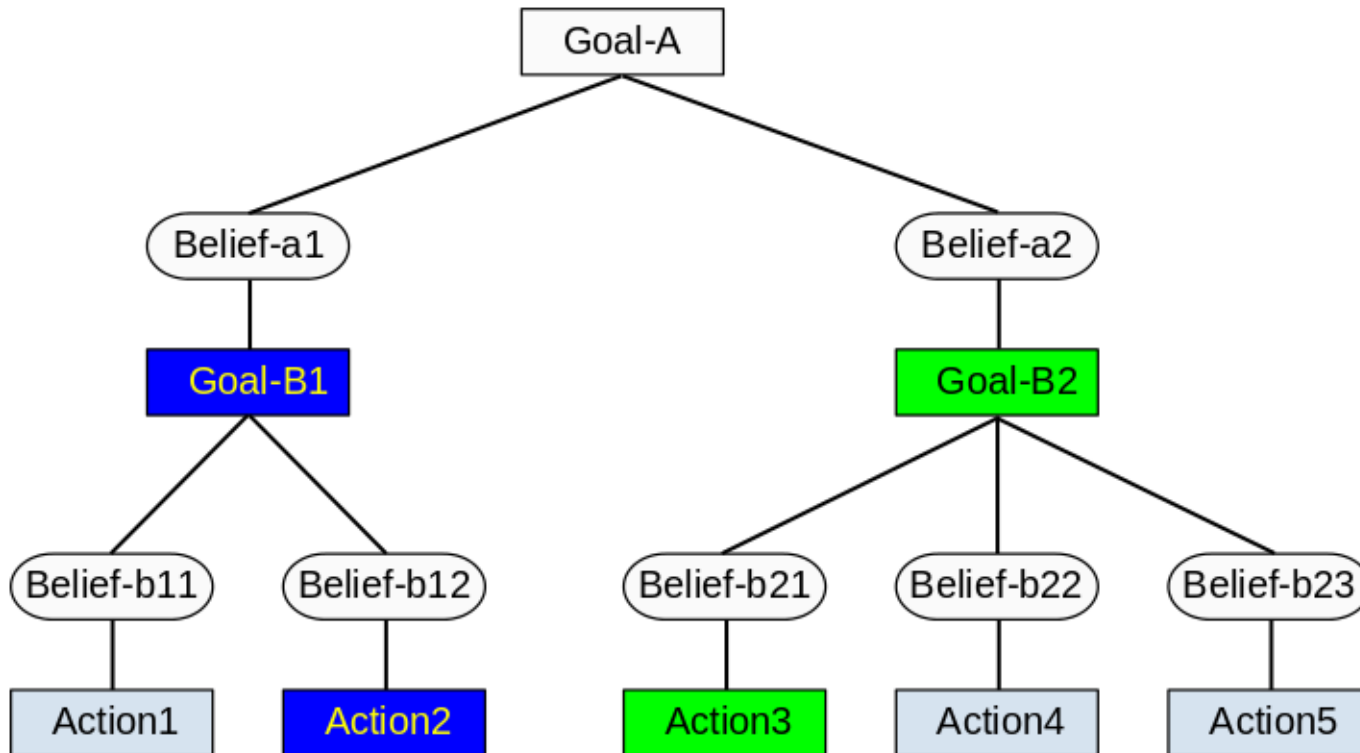 Goal-A
Belief-a1
Belief-a2
Goal-B1
Goal-B2
Belief-b11
Belief-b12
Belief-b21
Belief-b22
Belief-b23
Action1
Action2
Action3
Action4
Action5